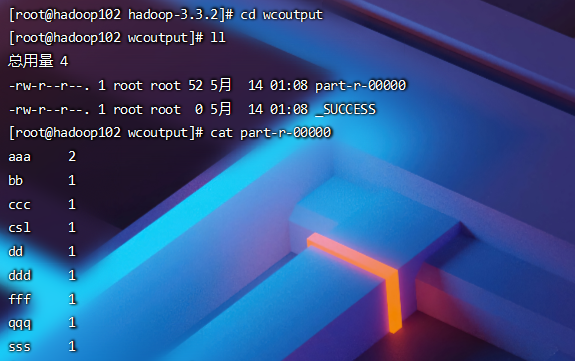 [root@hadoop102 hadoop-3.3.2]# cd wcoutput
[root@hadoop102 wcoutput]# ll
总用量 4
-rw-r--r--. 1 root root 52 5月  14 01:08 part-r-00000
-rw-r--r--. 1 root root  0 5月  14 01:08 _SUCCESS
[root@hadoop102 wcoutput]# cat part-r-00000
aaa     2
bb      1
ccc     1
csl     1
dd      1
ddd     1
fff     1
qqq     1
sss     1